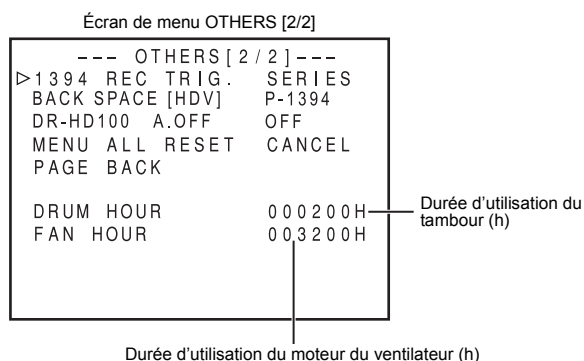 Écran de menu OTHERS [2/2]
--- OTHERS[2/2]---
▷1394 REC TRIG. SERIES
BACK SPACE [HDV] P-1394
DR-HD100 A.OFF OFF
MENU ALL RESET CANCEL
PAGE BACK
DRUM HOUR 000200H
FAN HOUR 003200H
Durée d'utilisation du
tambour (h)
Durée d'utilisation du moteur du ventilateur (h)